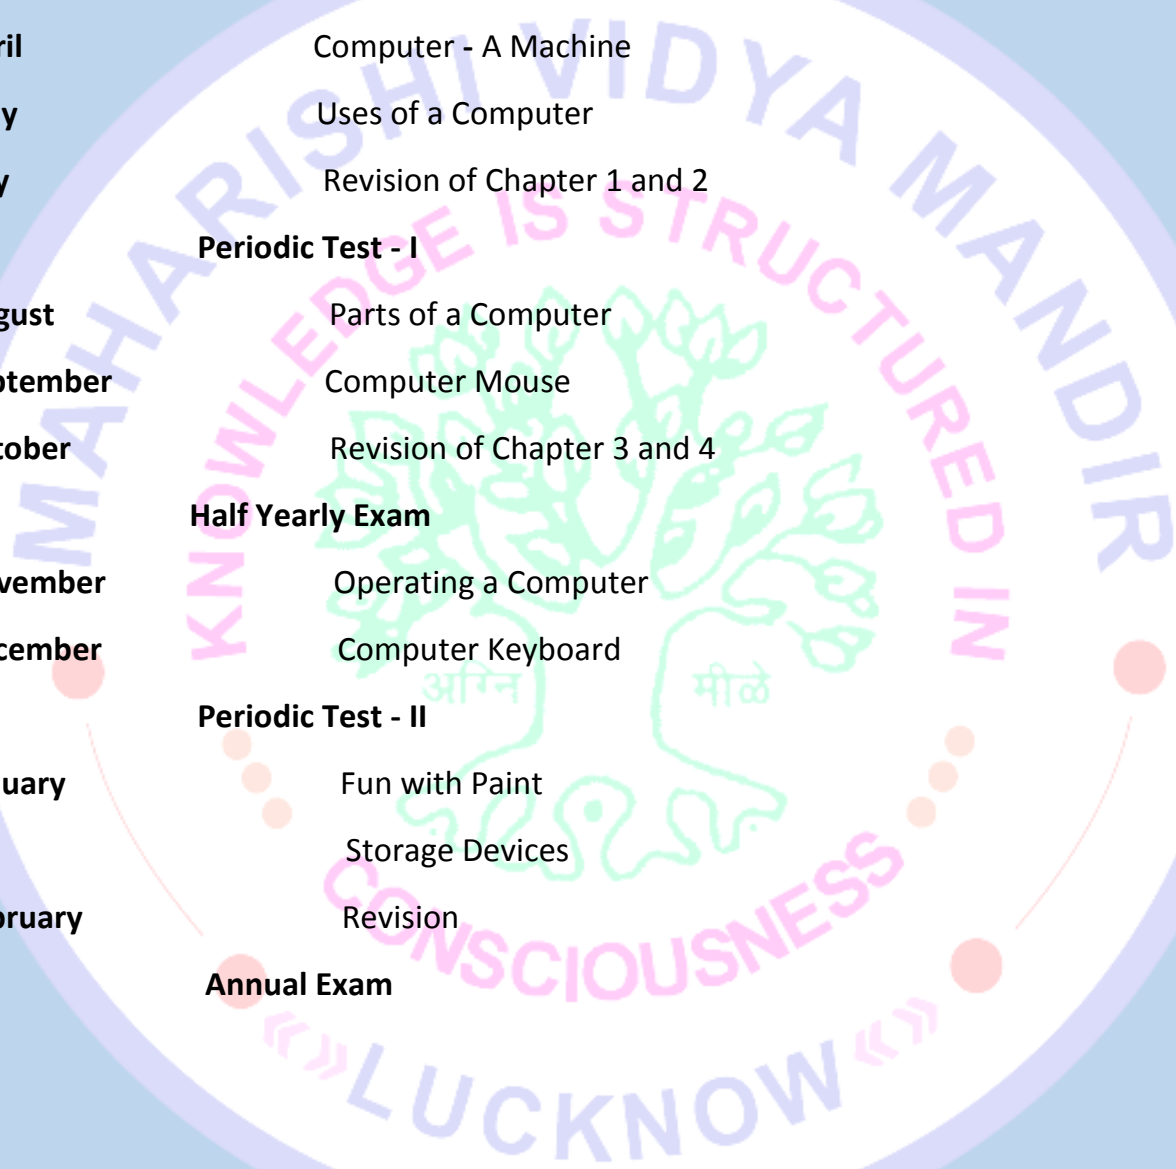 ril Computer - A Machine
y Uses of a Computer
y Revision of Chapter 1 and 2
Periodic Test - I
gust Parts of a Computer
ptember Computer Mouse
tober Revision of Chapter 3 and 4
Half Yearly Exam
vember Operating a Computer
cember Computer Keyboard
Periodic Test - II
uary Fun with Paint
Storage Devices
bruary Revision
Annual Exam
MAHARISHI VIDYA MANDIR
KNOWLEDGE IS STRUCTURED IN
CONSCIOUSNESS
अग्नि मीळे
LUCKNOW